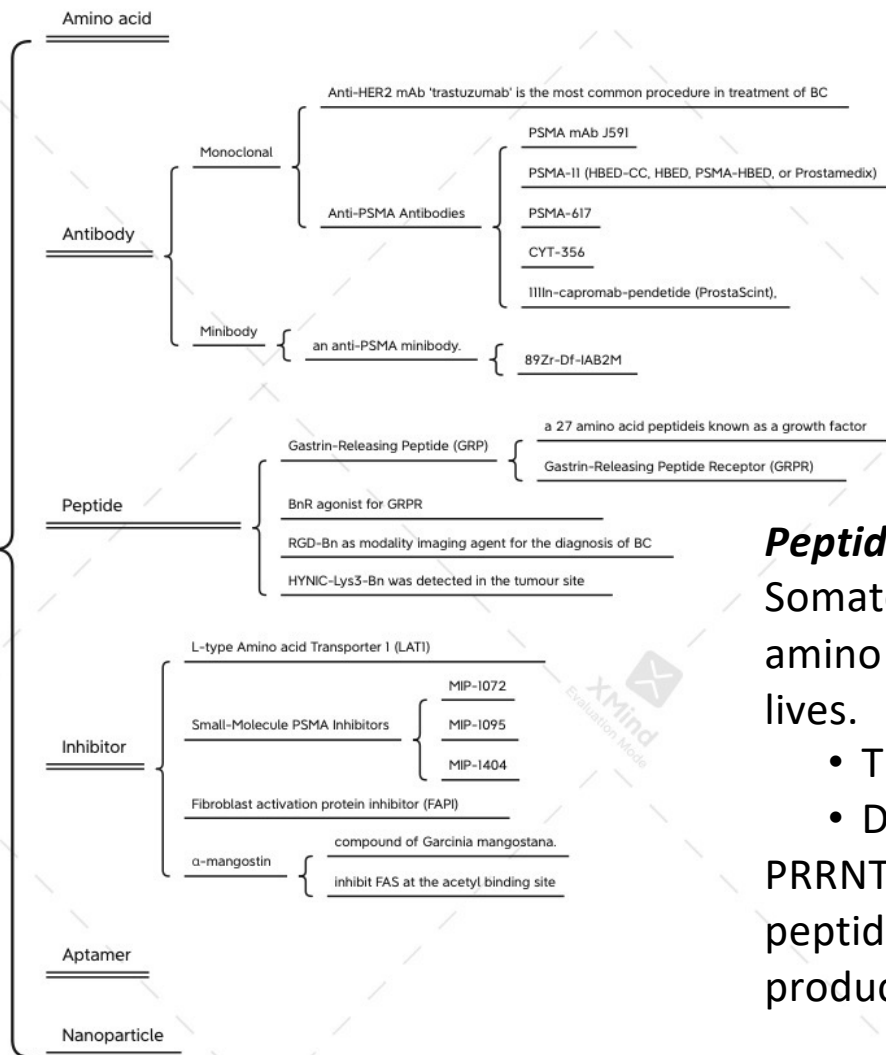 Amino acid
Anti-HER2 mAb 'trastuzumab' is the most common procedure in treatment of BC
PSMA mAb J591
Monoclonal
PSMA-11 (HBED-CC, HBED, PSMA-HBED, or Prostamedix)
Anti-PSMA Antibodies
PSMA-617
Antibody
CYT-356
111In-capromab-pendetide (ProstaScint),
Minibody
an anti-PSMA minibody.
89Zr-Df-IAB2M
a 27 amino acid peptideis known as a growth factor
Gastrin-Releasing Peptide (GRP)
Gastrin-Releasing Peptide Receptor (GRPR)
Peptide
BnR agonist for GRPR
RGD-Bn as modality imaging agent for the diagnosis of BC
HYNIC-Lys3-Bn was detected in the tumour site
L-type Amino acid Transporter 1 (LAT1)
MIP-1072
Small-Molecule PSMA Inhibitors
MIP-1095
MIP-1404
Inhibitor
Fibroblast activation protein inhibitor (FAPI)
α-mangostin
compound of Garcinia mangostana.
inhibit FAS at the acetyl binding site
Aptamer
Nanoparticle
Peptid
Somat
amino
lives.
• T
• D
PRRNT
peptid
produc
XMind
Evaluation Mode